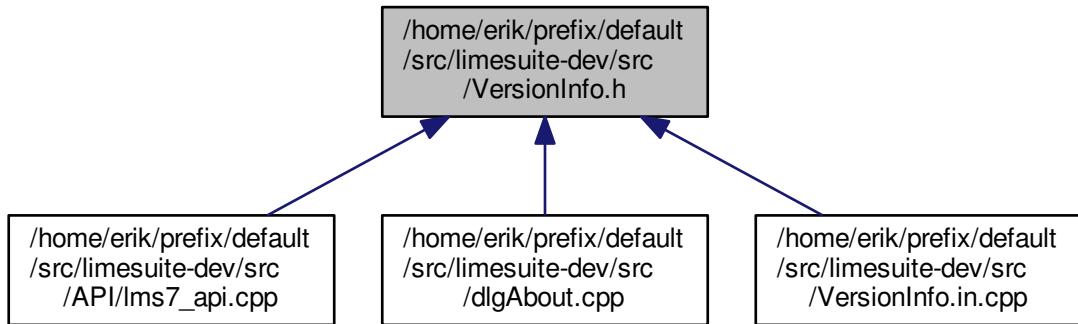 /home/erik/prefix/default
/src/limesuite-dev/src
/VersionInfo.h
/home/erik/prefix/default
/src/limesuite-dev/src
/API/lms7_api.cpp
/home/erik/prefix/default
/src/limesuite-dev/src
/dlgAbout.cpp
/home/erik/prefix/default
/src/limesuite-dev/src
/VersionInfo.in.cpp